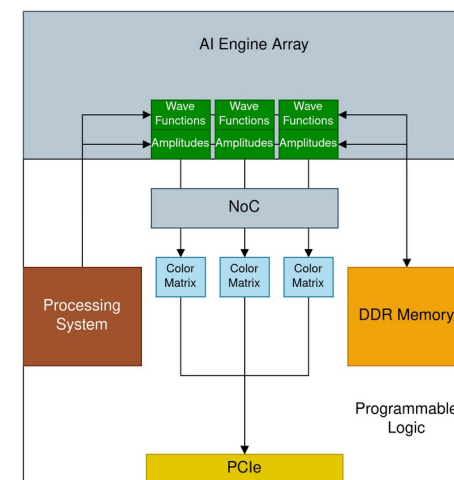 AI Engine Array
Wave
Functions
Wave
Functions
Wave
Functions
Amplitudes
Amplitudes
Amplitudes
NoC
Color
Matrix
Color
Matrix
Color
Matrix
Processing
System
DDR Memory
Programmable
Logic
PCIe